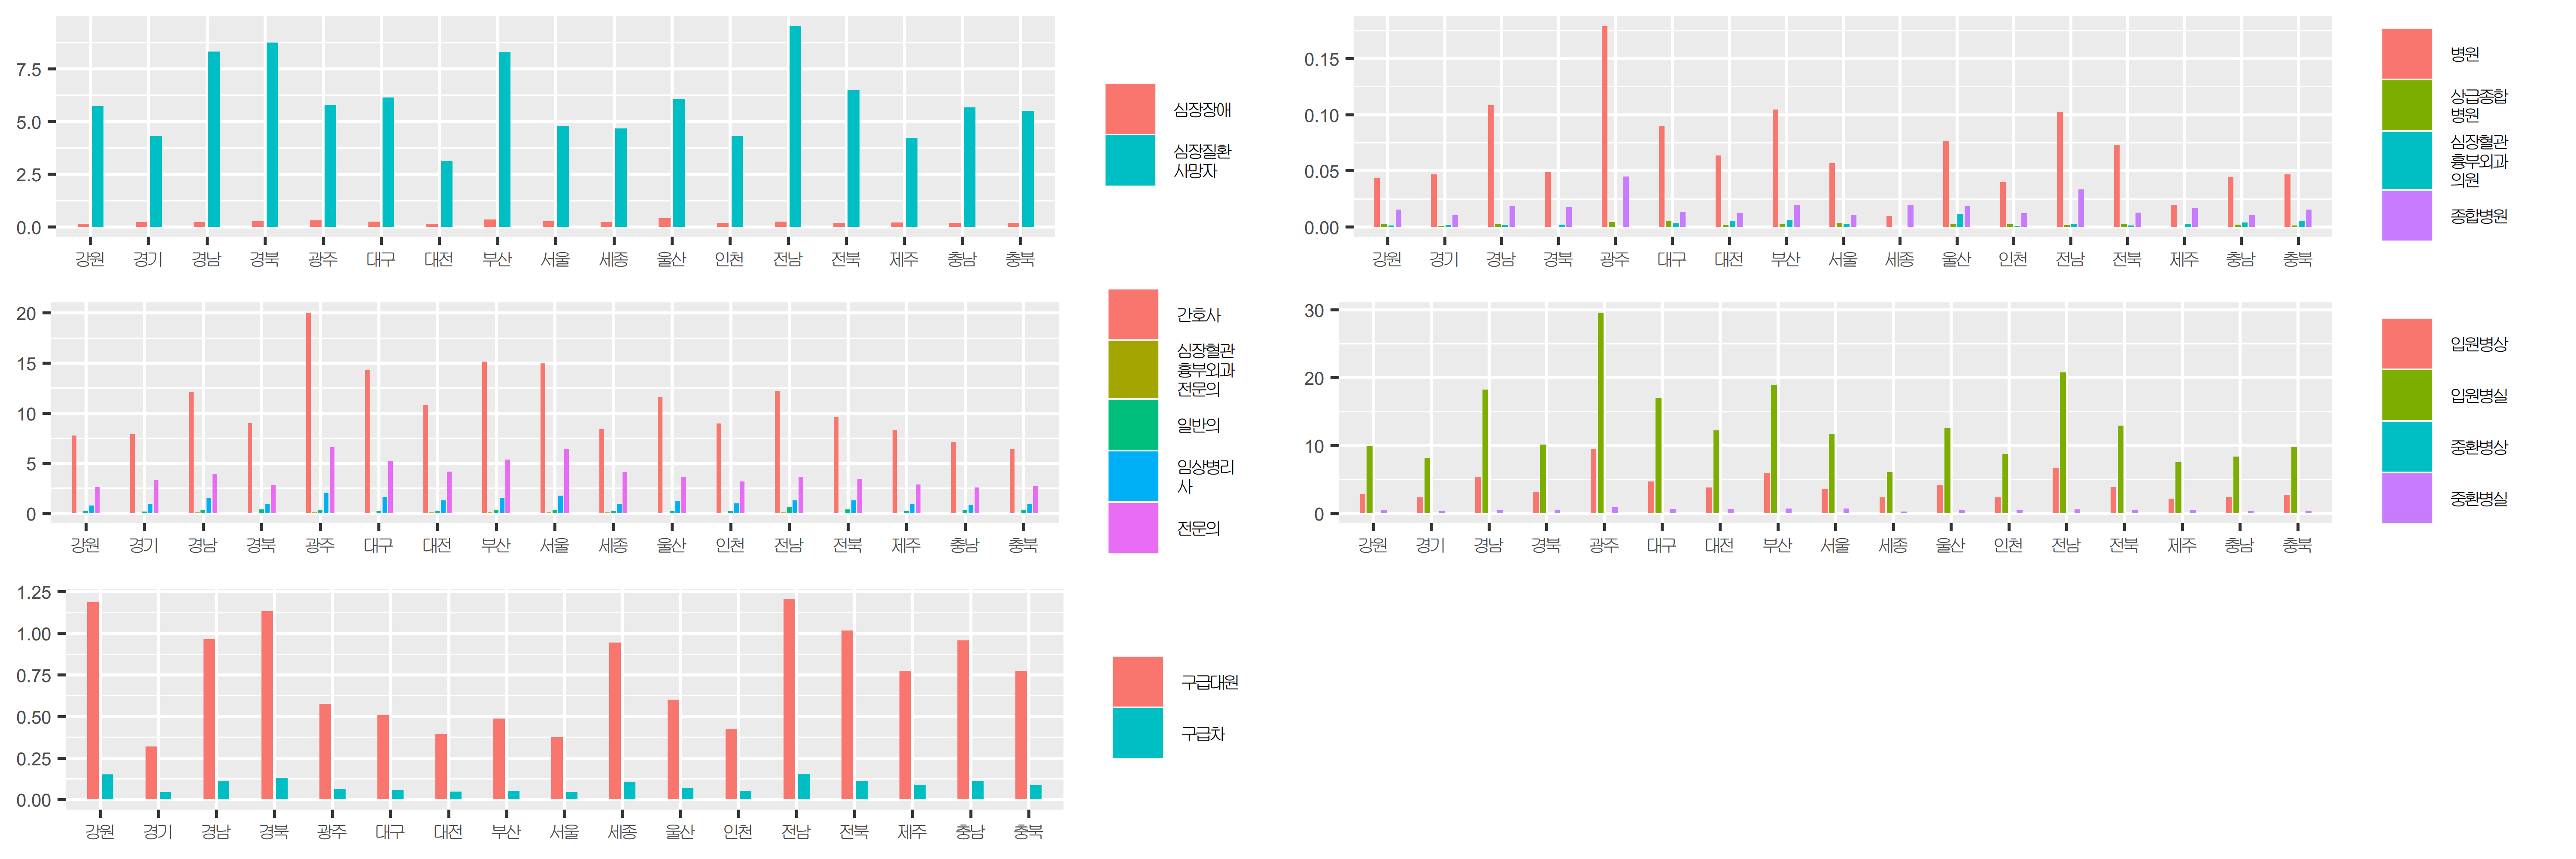 7.5
5.0
2.5
0.0
강원 경기 경남 경북 광주 대구 대전 부산 서울 세종 울산 인천 전남 전북 제주 충남 충북
심장장애
심장질환
사망자
0.15
0.10
0.05
0.00
강원 경기 경남 경북 광주 대구 대전 부산 서울 세종 울산 인천 전남 전북 제주 충남 충북
병원
상급종합
병원
심장혈관
흉부외과
의원
종합병원
20
15
10
5
0
강원 경기 경남 경북 광주 대구 대전 부산 서울 세종 울산 인천 전남 전북 제주 충남 충북
간호사
심장혈관
흉부외과
전문의
일반의
임상병리
사
전문의
30
20
10
0
강원 경기 경남 경북 광주 대구 대전 부산 서울 세종 울산 인천 전남 전북 제주 충남 충북
입원병상
입원병실
중환병상
중환병실
1.25
1.00
0.75
0.50
0.25
0.00
강원 경기 경남 경북 광주 대구 대전 부산 서울 세종 울산 인천 전남 전북 제주 충남 충북
구급대원
구급차